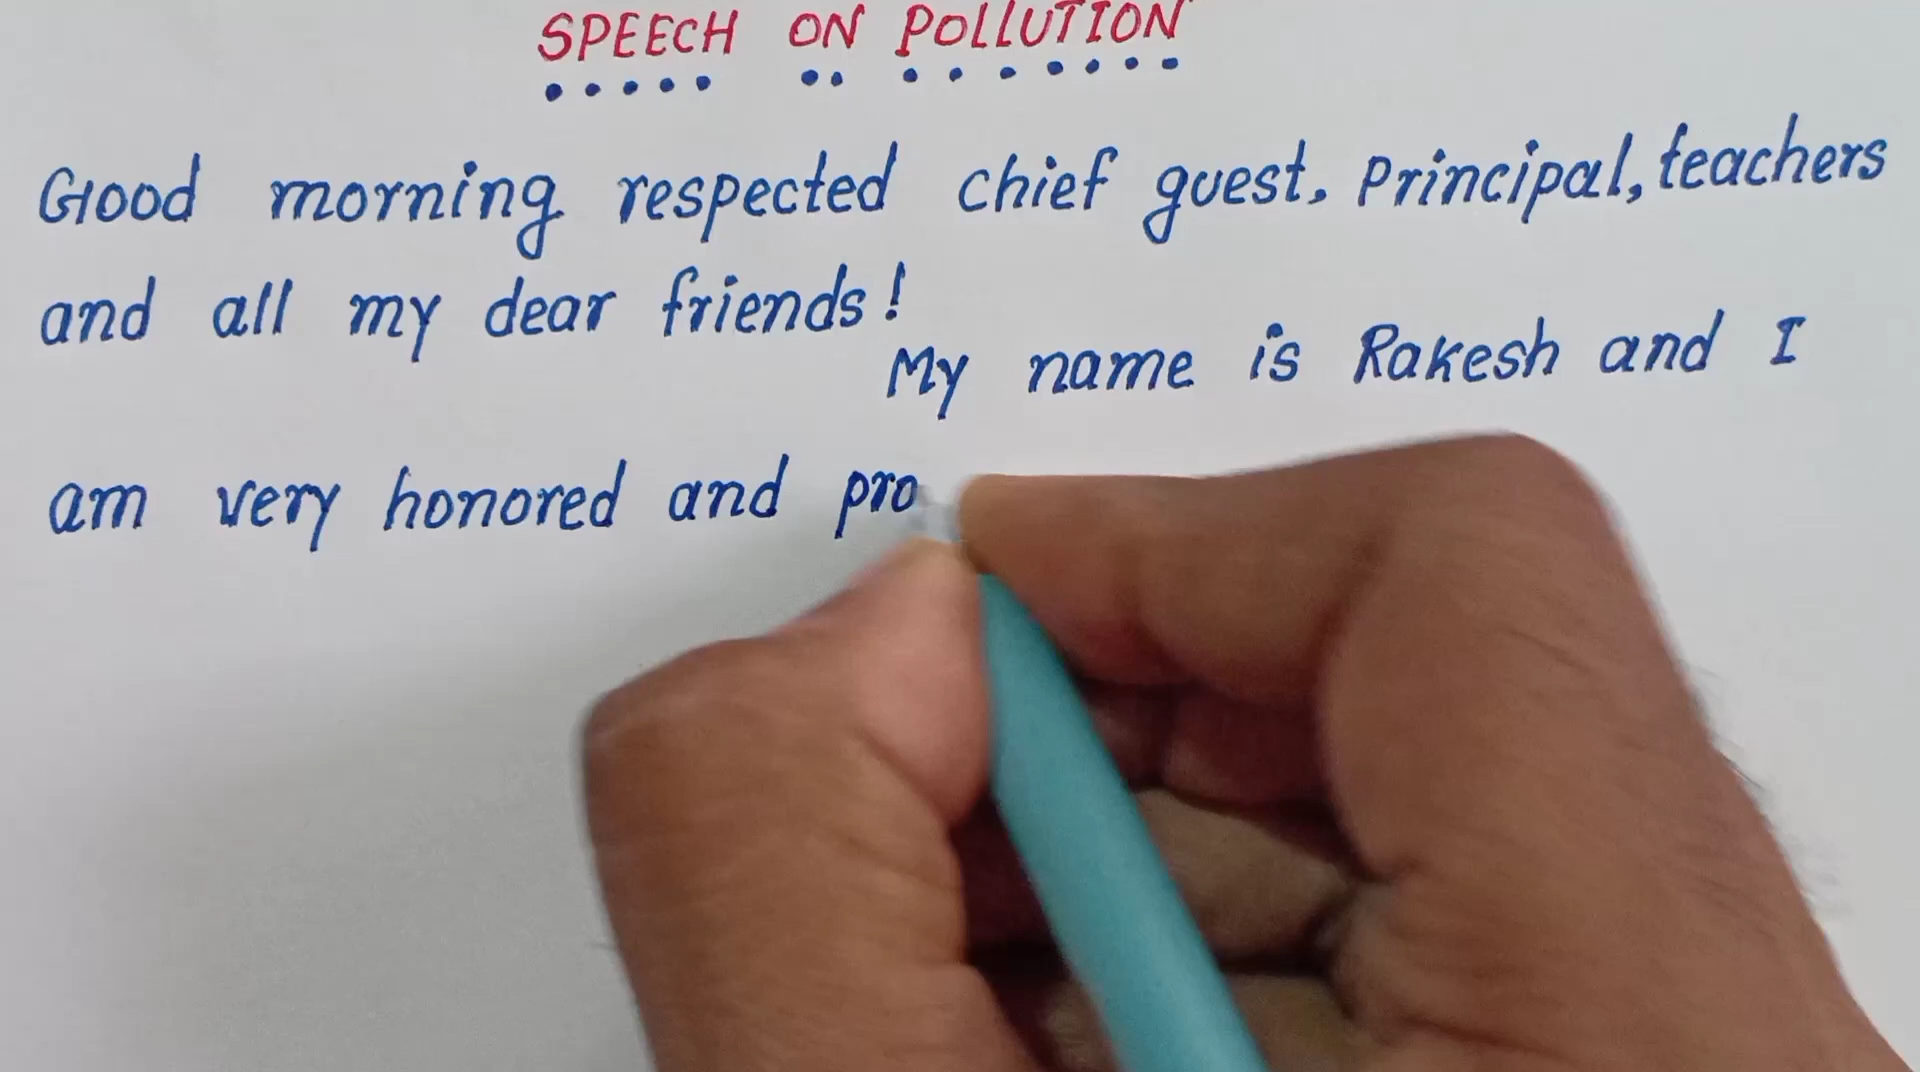 SPEECH ON POLLUTION
Good morning respected chief guest, Principal, teachers
and all my dear friends!
My name is Rakesh and I
am very honored and pro